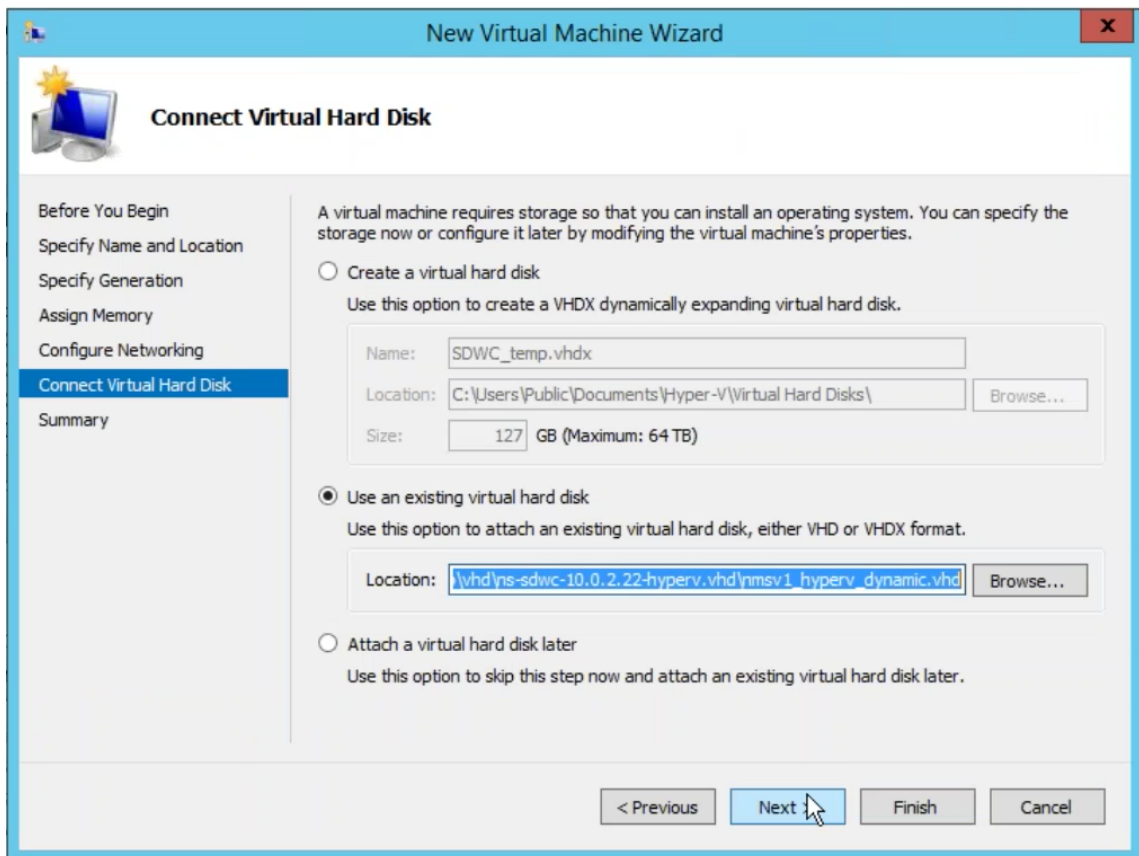 New Virtual Machine Wizard
x
Connect Virtual Hard Disk
Before You Begin
Specify Name and Location
Specify Generation
Assign Memory
Configure Networking
Connect Virtual Hard Disk
Summary
A virtual machine requires storage so that you can install an operating system. You can specify the
storage now or configure it later by modifying the virtual machine's properties.
Create a virtual hard disk
Use this option to create a VHDX dynamically expanding virtual hard disk.
Name: SDWC_temp.vhdx
Location: C:\Users\Public\Documents\Hyper-V\Virtual Hard Disks\ Browse...
Size: 127 GB (Maximum: 64 TB)
Use an existing virtual hard disk
Use this option to attach an existing virtual hard disk, either VHD or VHDX format.
Location: \vhd\ns-sdwc-10.0.2.22-hyperv.vhd\nmsv1_hyperv_dynamic.vhd Browse...
Attach a virtual hard disk later
Use this option to skip this step now and attach an existing virtual hard disk later.
< Previous Next > Finish Cancel